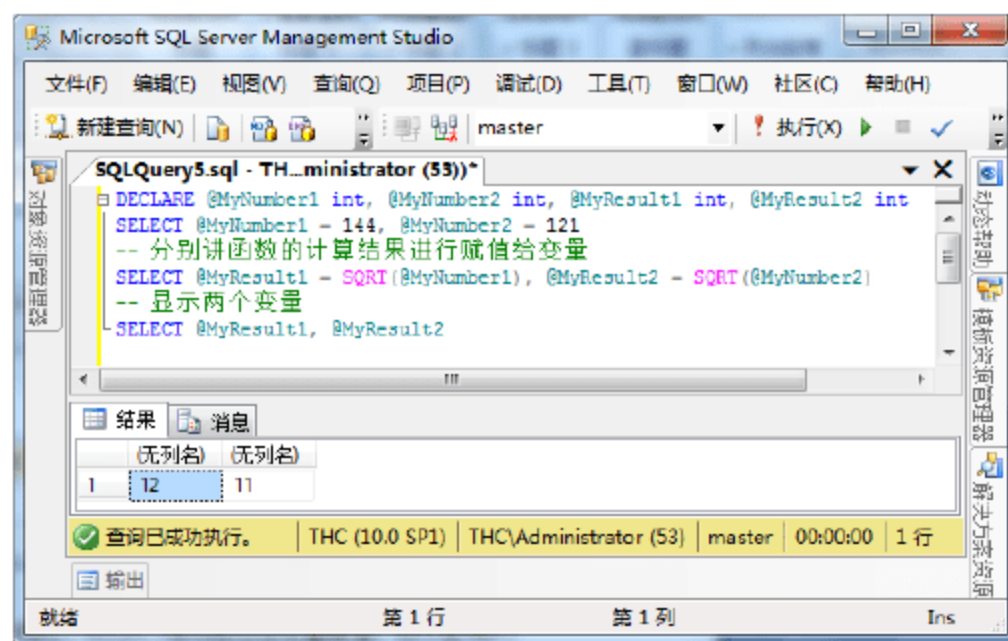 Microsoft SQL Server Management Studio
文件(F) 编辑(E) 视图(V) 查询(Q) 项目(P) 调试(D) 工具(T) 窗口(W) 社区(C) 帮助(H)
新建查询(N) master 执行(X)
SQLQuery5.sql - TH...ministrator (53))*
DECLARE @MyNumber1 int, @MyNumber2 int, @MyResult1 int, @MyResult2 int
SELECT @MyNumber1 = 144, @MyNumber2 = 121
-- 分别讲函数的计算结果进行赋值给变量
SELECT @MyResult1 = SQRT(@MyNumber1), @MyResult2 = SQRT(@MyNumber2)
-- 显示两个变量
SELECT @MyResult1, @MyResult2
对象资源管理器
动态帮助
模板资源管理器
解决方案资源
结果 消息
(无列名) (无列名)
1 12 11
查询已成功执行。 THC (10.0 SP1) THC\Administrator (53) master 00:00:00 1 行
输出
就绪 第 1 行 第 1 列 Ins